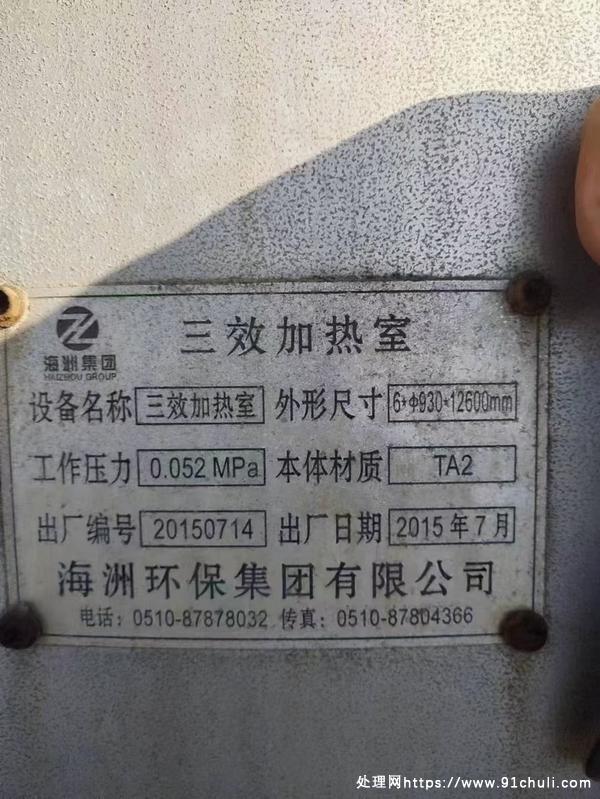 三效加热室
海洲集团
HAIZHOU GROUP
设备名称 三效加热室 外形尺寸 6*Φ930*12600mm
工作压力 0.052 MPa 本体材质 TA2
出厂编号 20150714 出厂日期 2015年7月
海洲环保集团有限公司
电话：0510-87878032 传真：0510-87804366
处理网https://www.91chuli.com